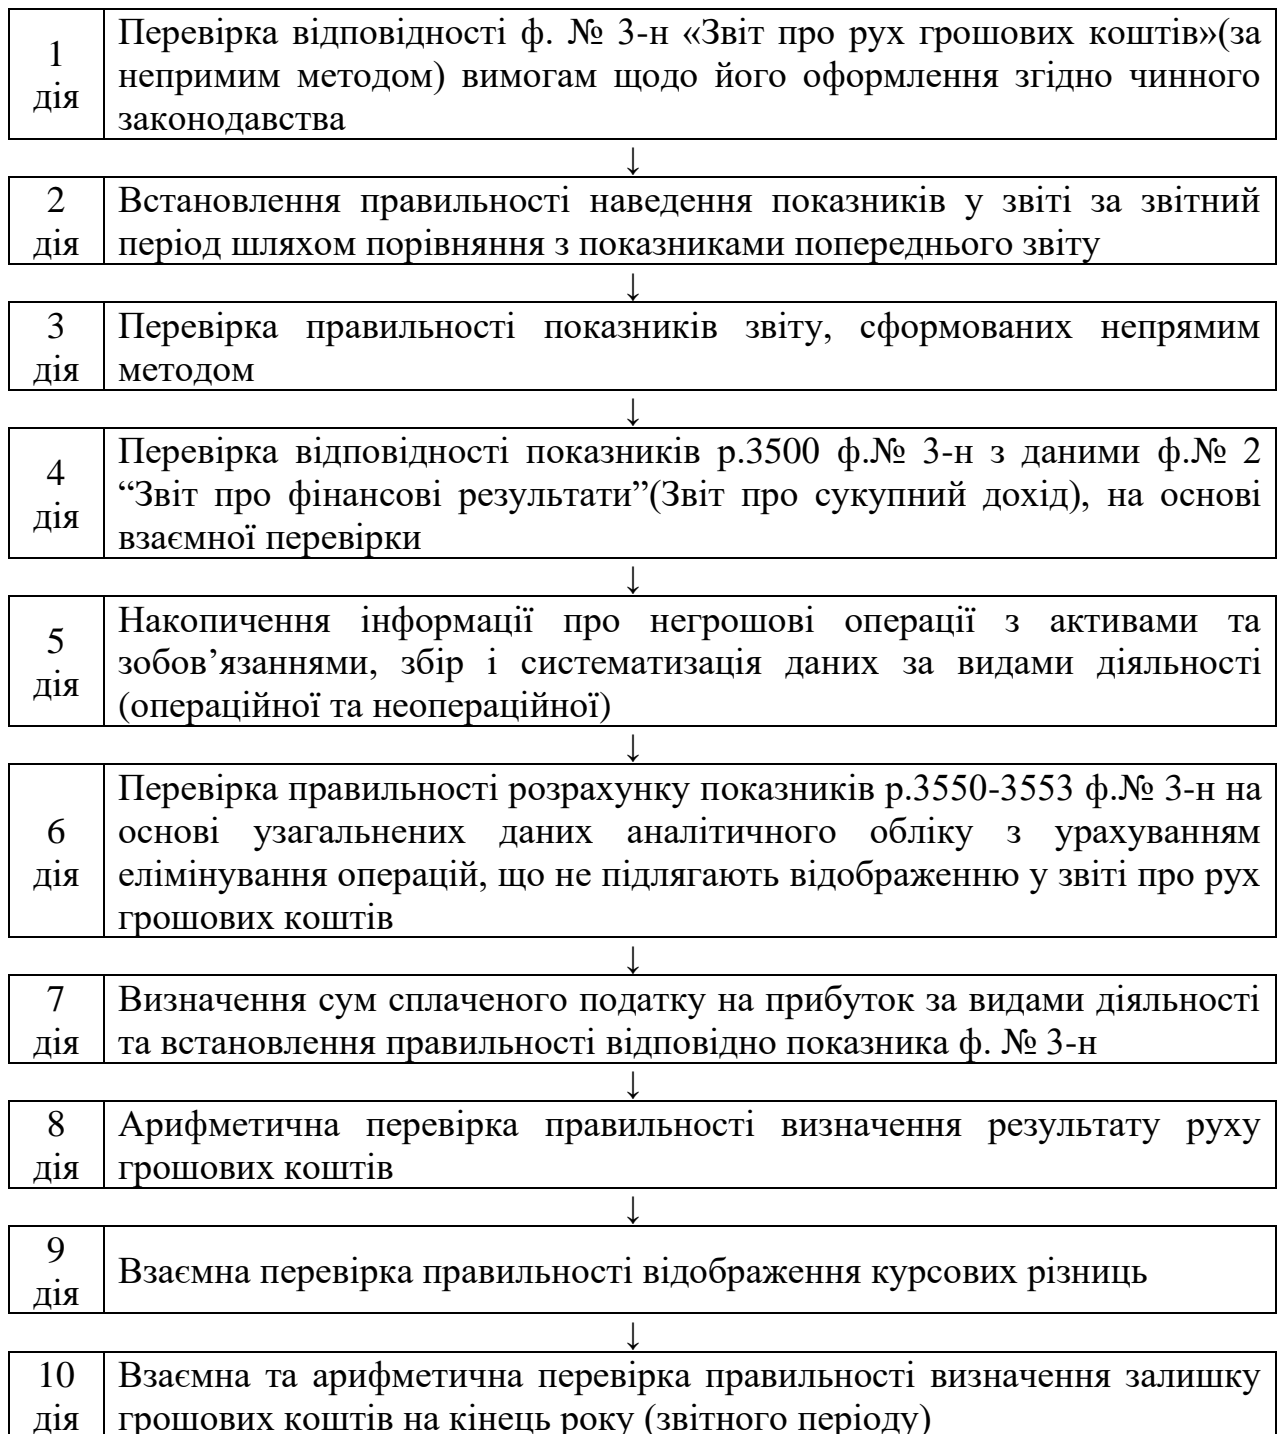 1
дія
Перевірка відповідності ф. № 3-н «Звіт про рух грошових коштів»(за
непримим методом) вимогам щодо його оформлення згідно чинного
законодавства
↓
2
дія
Встановлення правильності наведення показників у звіті за звітний
період шляхом порівняння з показниками попереднього звіту
↓
3
дія
Перевірка правильності показників звіту, сформованих непрямим
методом
↓
4
дія
Перевірка відповідності показників р.3500 ф.№ 3-н з даними ф.№ 2
“Звіт про фінансові результати”(Звіт про сукупний дохід), на основі
взаємної перевірки
↓
5
дія
Накопичення інформації про негрошові операції з активами та
зобов’язаннями, збір і систематизація даних за видами діяльності
(операційної та неопераційної)
↓
6
дія
Перевірка правильності розрахунку показників р.3550-3553 ф.№ 3-н на
основі узагальнених даних аналітичного обліку з урахуванням
елімінування операцій, що не підлягають відображенню у звіті про рух
грошових коштів
↓
7
дія
Визначення сум сплаченого податку на прибуток за видами діяльності
та встановлення правильності відповідно показника ф. № 3-н
↓
8
дія
Арифметична перевірка правильності визначення результату руху
грошових коштів
↓
9
дія
Взаємна перевірка правильності відображення курсових різниць
↓
10
дія
Взаємна та арифметична перевірка правильності визначення залишку
грошових коштів на кінець року (звітного періоду)